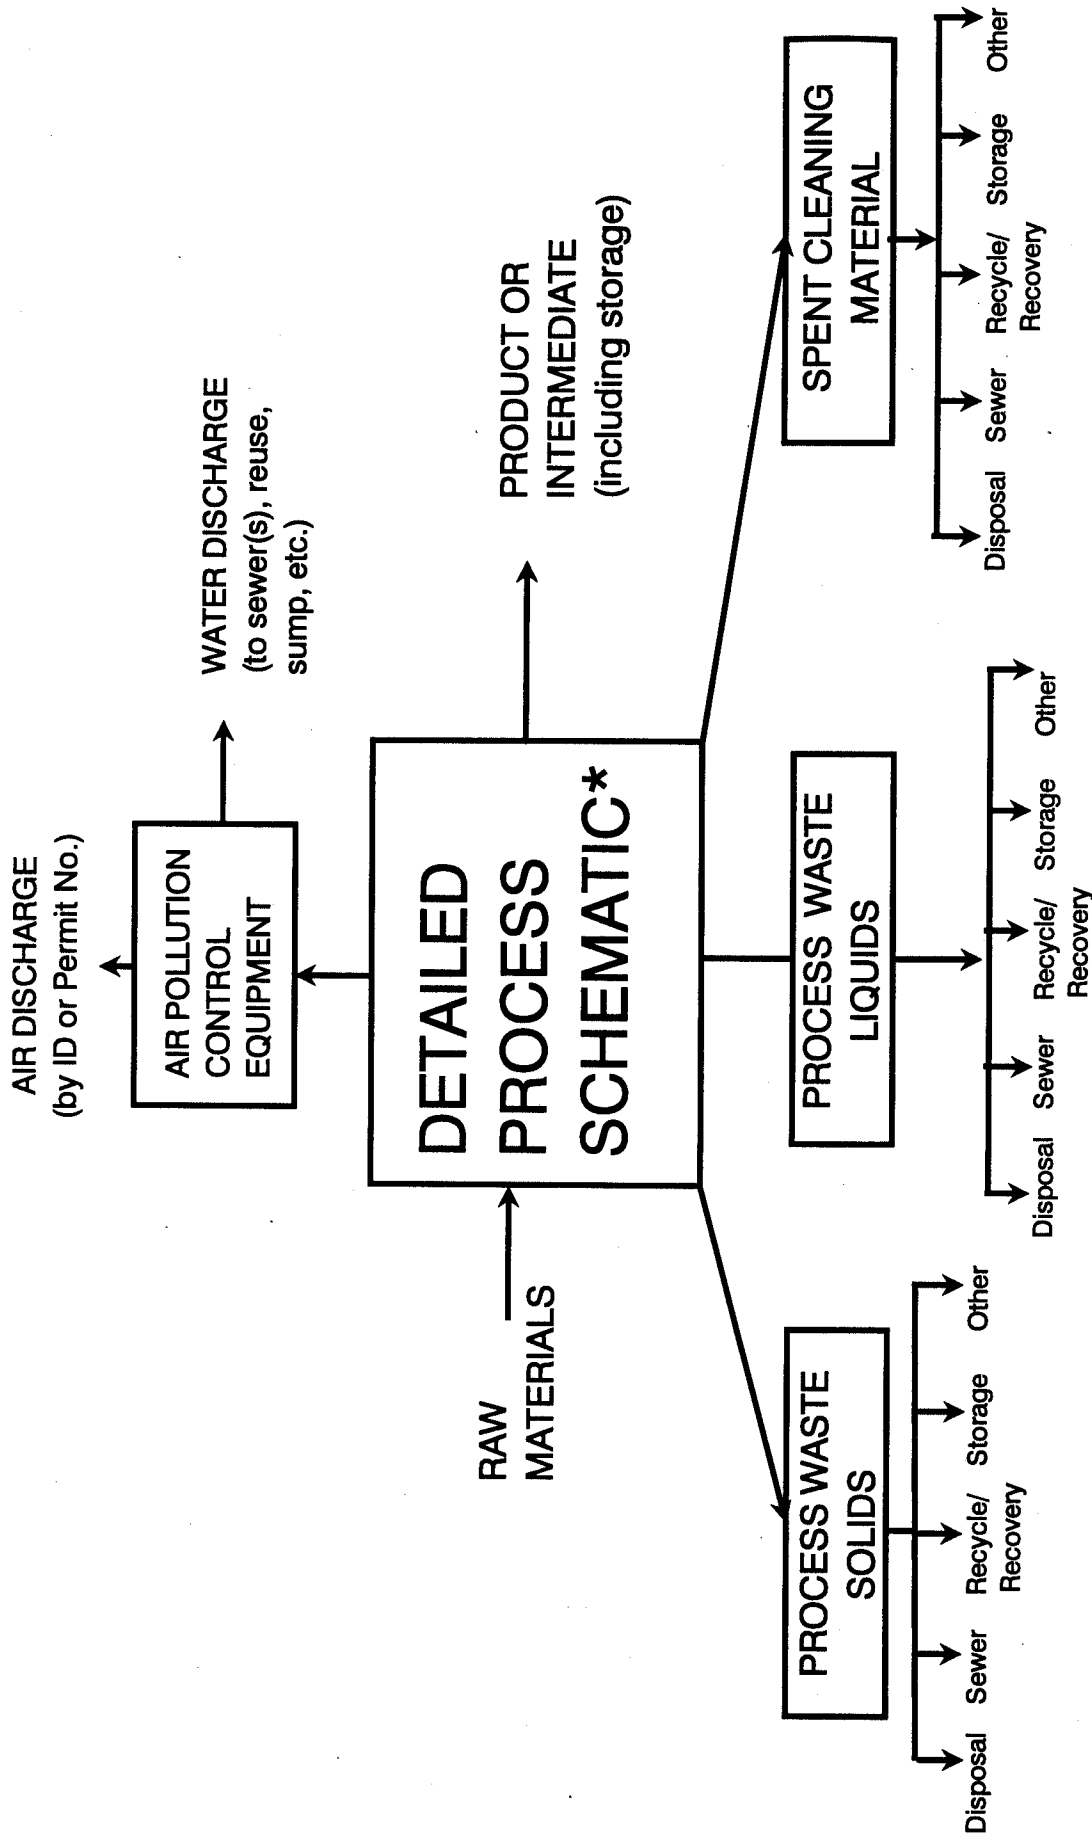 AIR DISCHARGE
(by ID or Permit No.)
AIR POLLUTION
CONTROL
EQUIPMENT
WATER DISCHARGE
(to sewer(s), reuse,
sump, etc.)
RAW
MATERIALS
DETAILED
PROCESS
SCHEMATIC*
PRODUCT OR
INTERMEDIATE
(including storage)
PROCESS WASTE
SOLIDS
Disposal Sewer Recycle/ Storage Other
Recovery
PROCESS WASTE
LIQUIDS
Disposal Sewer Recycle/ Storage Other
Recovery
SPENT CLEANING
MATERIAL
Disposal Sewer Recycle/ Storage Other
Recovery